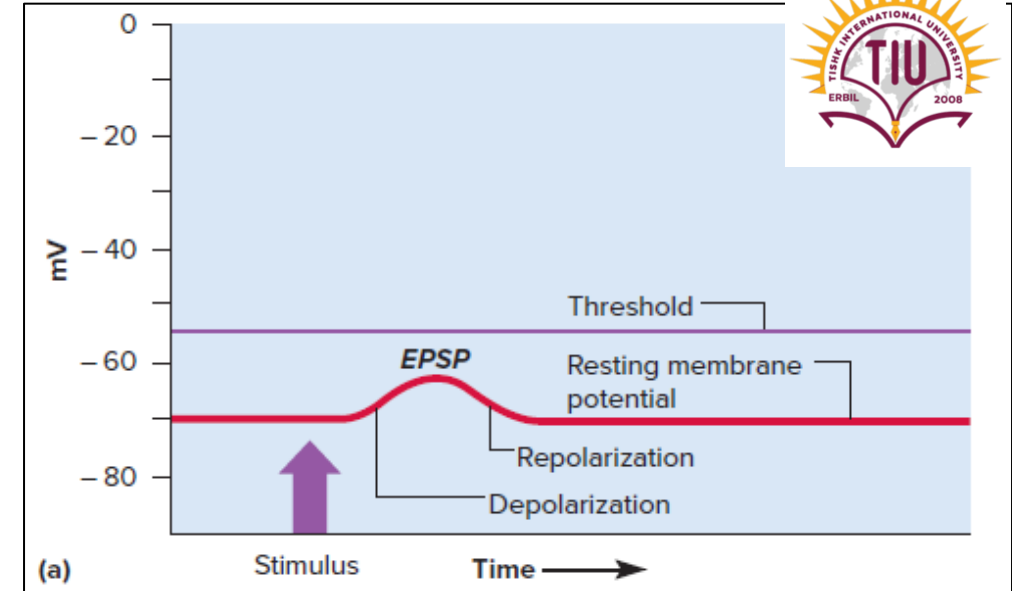 0
– 20
– 40
– 60
– 80
mV
TISHK INTERNATIONAL UNIVERSITY
TIU
ERBIL 2008
Threshold
EPSP
Resting membrane
potential
Repolarization
Depolarization
(a)
Stimulus
Time